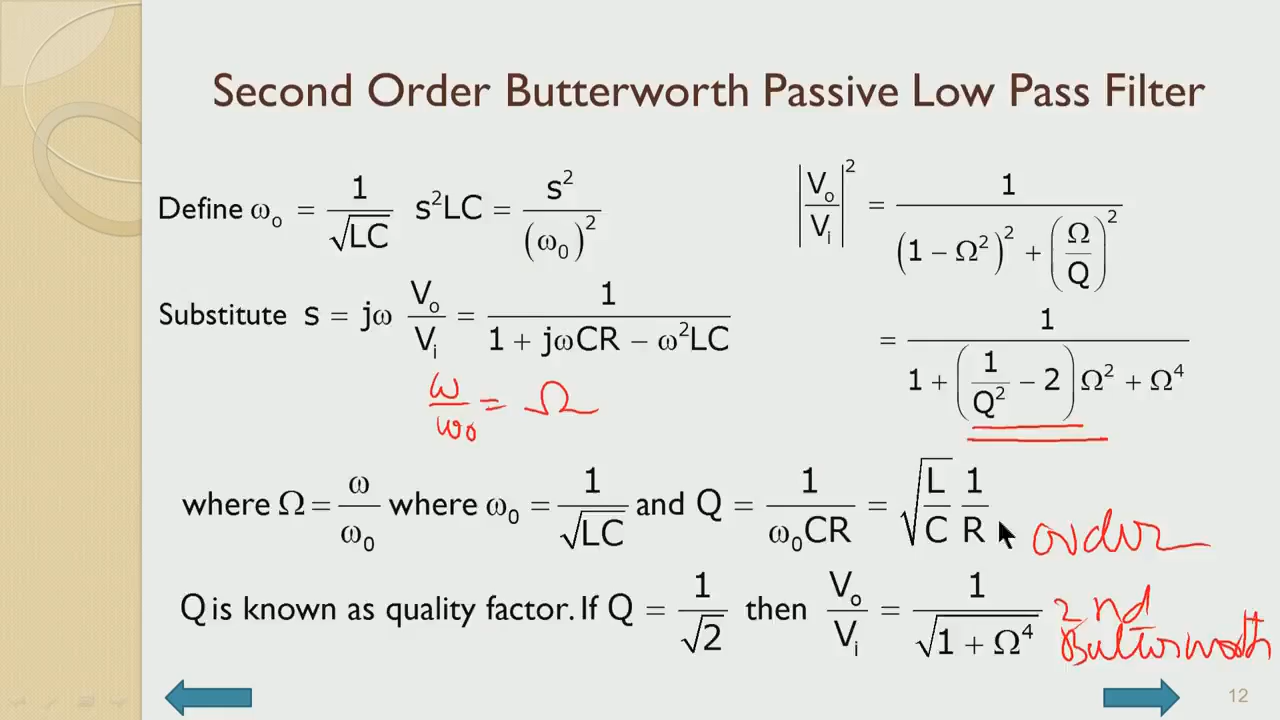 Second Order Butterworth Passive Low Pass Filter
Define ω₀ = 1/√LC s²LC = s²/(ω₀)²
|Vₒ/Vᵢ|² = 1/((1 − Ω²)² + (Ω/Q)²)
Substitute s = jω Vₒ/Vᵢ = 1/(1 + jωCR − ω²LC)
= 1/(1 + (1/Q² − 2)Ω² + Ω⁴)
ω/ω₀ = Ω
where Ω = ω/ω₀ where ω₀ = 1/√LC and Q = 1/(ω₀CR) = √(L/C) 1/R
order
Q is known as quality factor. If Q = 1/√2 then Vₒ/Vᵢ = 1/√(1 + Ω⁴)
2nd
Butterworth
12